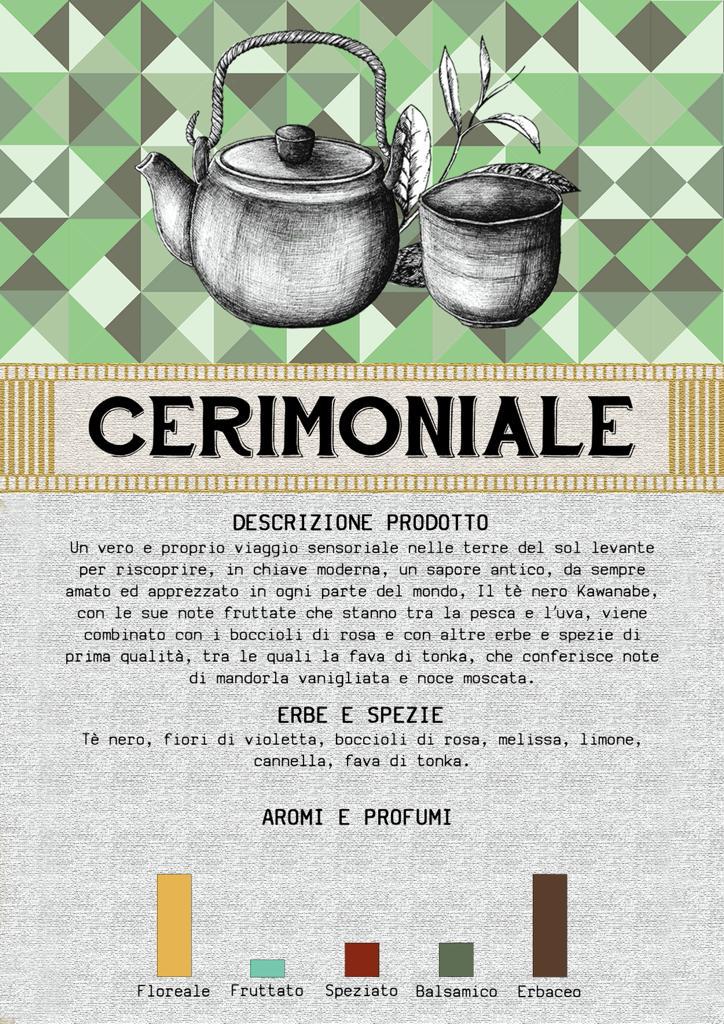 CERIMONIALE
DESCRIZIONE PRODOTTO
Un vero e proprio viaggio sensoriale nelle terre del sol levante
per riscoprire, in chiave moderna, un sapore antico, da sempre
amato ed apprezzato in ogni parte del mondo, Il tè nero Kawanabe,
con le sue note fruttate che stanno tra la pesca e l'uva, viene
combinato con i boccioli di rosa e con altre erbe e spezie di
prima qualità, tra le quali la fava di tonka, che conferisce note
di mandorla vanigliata e noce moscata.
ERBE E SPEZIE
Tè nero, fiori di violetta, boccioli di rosa, melissa, limone,
cannella, fava di tonka.
AROMI E PROFUMI
Floreale Fruttato Speziato Balsamico Erbaceo